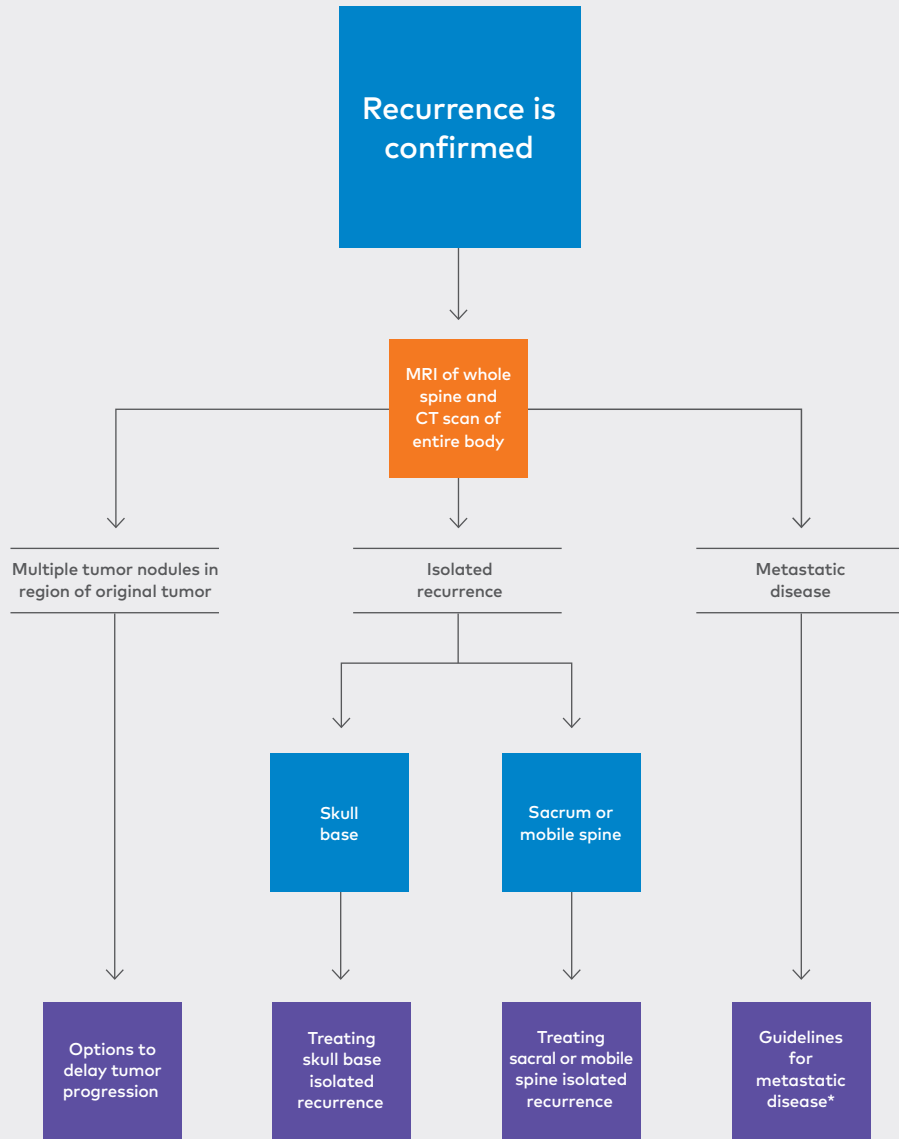 Recurrence is
confirmed
MRI of whole
spine and
CT scan of
entire body
Multiple tumor nodules in
region of original tumor
Isolated
recurrence
Metastatic
disease
Skull
base
Sacrum or
mobile spine
Options to
delay tumor
progression
Treating
skull base
isolated
recurrence
Treating
sacral or mobile
spine isolated
recurrence
Guidelines
for
metastatic
disease*